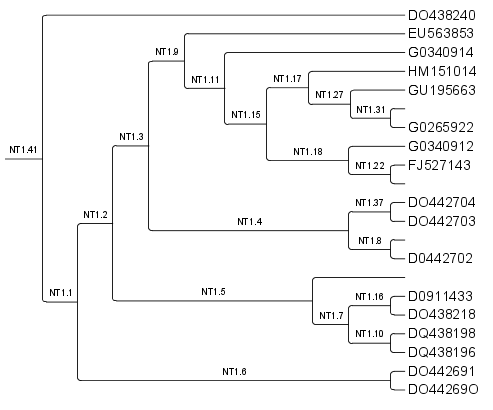 DO438240
EU563853
NT1.9
G0340914
HM151014
NT1.17
NT1.11
GU195663
NT1.27
NT1.31
NT1.15
G0265922
NT1.3
G0340912
NT1.41
NT1.18
FJ527143
NT1.22
DO442704
NT1.37
NT1.2
DO442703
NT1.4
NT1.8
D0442702
NT1.1
NT1.5
NT1.16
D0911433
DO438218
NT1.7
DQ438198
NT1.10
DQ438196
DO442691
NT1.6
DO44269O